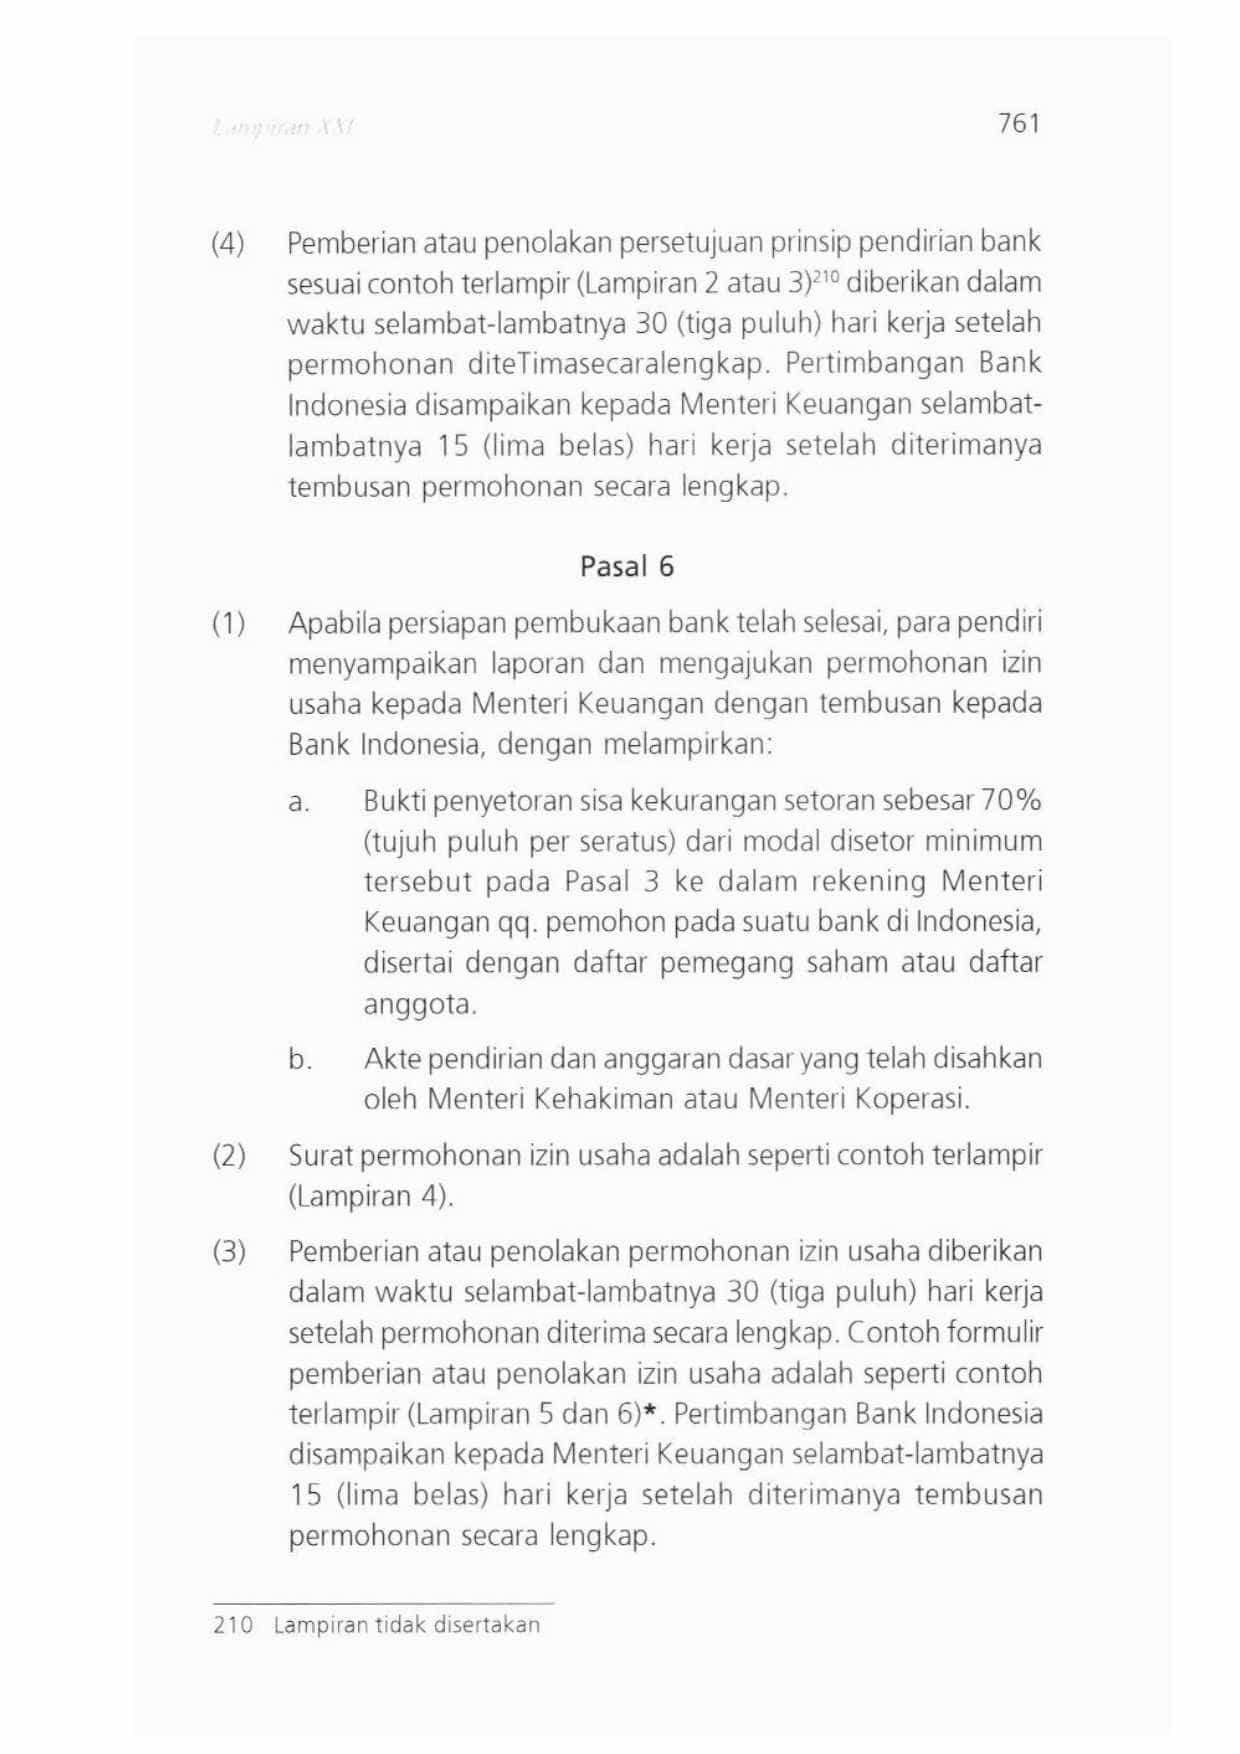 Lampiran XXI 761
(4) Pemberian atau penolakan persetujuan prinsip pendirian bank
sesuai contoh terlampir (Lampiran 2 atau 3)²¹⁰ diberikan dalam
waktu selambat-lambatnya 30 (tiga puluh) hari kerja setelah
permohonan diteTimasecaralengkap. Pertimbangan Bank
Indonesia disampaikan kepada Menteri Keuangan selambat-
lambatnya 15 (lima belas) hari kerja setelah diterimanya
tembusan permohonan secara lengkap.
Pasal 6
(1) Apabila persiapan pembukaan bank telah selesai, para pendiri
menyampaikan laporan dan mengajukan permohonan izin
usaha kepada Menteri Keuangan dengan tembusan kepada
Bank Indonesia, dengan melampirkan:
a. Bukti penyetoran sisa kekurangan setoran sebesar 70%
(tujuh puluh per seratus) dari modal disetor minimum
tersebut pada Pasal 3 ke dalam rekening Menteri
Keuangan qq. pemohon pada suatu bank di Indonesia,
disertai dengan daftar pemegang saham atau daftar
anggota.
b. Akte pendirian dan anggaran dasar yang telah disahkan
oleh Menteri Kehakiman atau Menteri Koperasi.
(2) Surat permohonan izin usaha adalah seperti contoh terlampir
(Lampiran 4).
(3) Pemberian atau penolakan permohonan izin usaha diberikan
dalam waktu selambat-lambatnya 30 (tiga puluh) hari kerja
setelah permohonan diterima secara lengkap. Contoh formulir
pemberian atau penolakan izin usaha adalah seperti contoh
terlampir (Lampiran 5 dan 6)*. Pertimbangan Bank Indonesia
disampaikan kepada Menteri Keuangan selambat-lambatnya
15 (lima belas) hari kerja setelah diterimanya tembusan
permohonan secara lengkap.
210 Lampiran tidak disertakan